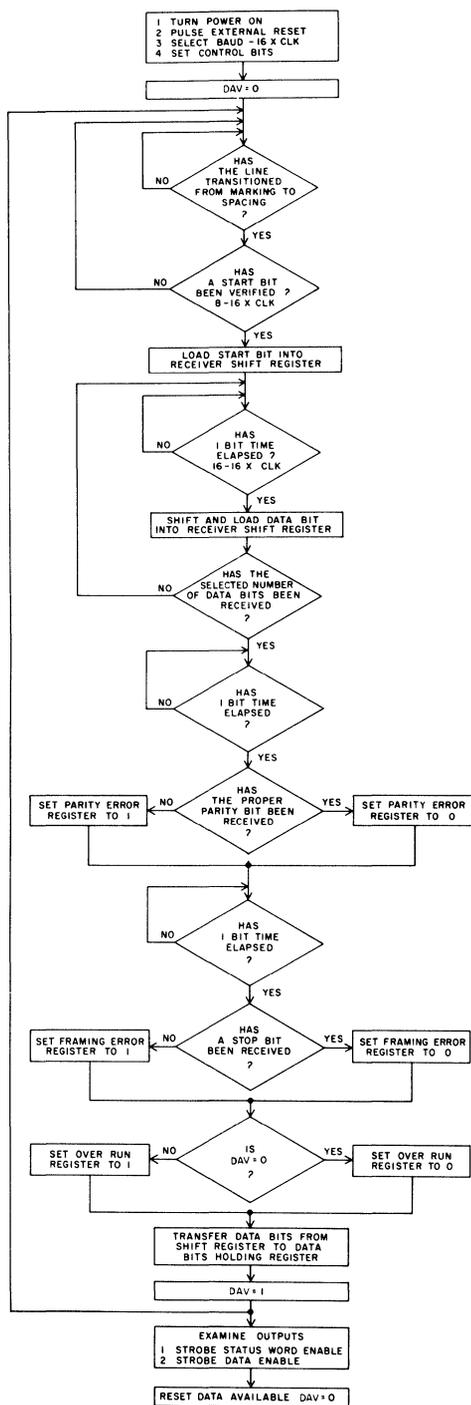 1 TURN POWER ON
2 PULSE EXTERNAL RESET
3 SELECT BAUD - 16 X CLK
4 SET CONTROL BITS
DAV = 0
HAS
THE LINE
TRANSITIONED
FROM MARKING TO
SPACING
?
NO
YES
HAS
A START BIT
BEEN VERIFIED ?
8-16 X CLK
NO
YES
LOAD START BIT INTO
RECEIVER SHIFT REGISTER
HAS
1 BIT TIME
ELAPSED ?
16-16 X CLK
NO
YES
SHIFT AND LOAD DATA BIT
INTO RECEIVER SHIFT REGISTER
HAS THE
SELECTED NUMBER
OF DATA BITS BEEN
RECEIVED
?
NO
YES
HAS
1 BIT TIME
ELAPSED
?
NO
YES
HAS
THE PROPER
PARITY BIT BEEN
RECEIVED
?
NO
YES
SET PARITY ERROR
REGISTER TO 1
SET PARITY ERROR
REGISTER TO 0
HAS
1 BIT TIME
ELAPSED
?
NO
YES
HAS
A STOP BIT
BEEN RECEIVED
?
NO
YES
SET FRAMING ERROR
REGISTER TO 1
SET FRAMING ERROR
REGISTER TO 0
IS
DAV=0
?
NO
YES
SET OVER RUN
REGISTER TO 1
SET OVER RUN
REGISTER TO 0
TRANSFER DATA BITS FROM
SHIFT REGISTER TO DATA
BITS HOLDING REGISTER
DAV = 1
EXAMINE OUTPUTS
1 STROBE STATUS WORD ENABLE
2 STROBE DATA ENABLE
RESET DATA AVAILABLE DAV=0